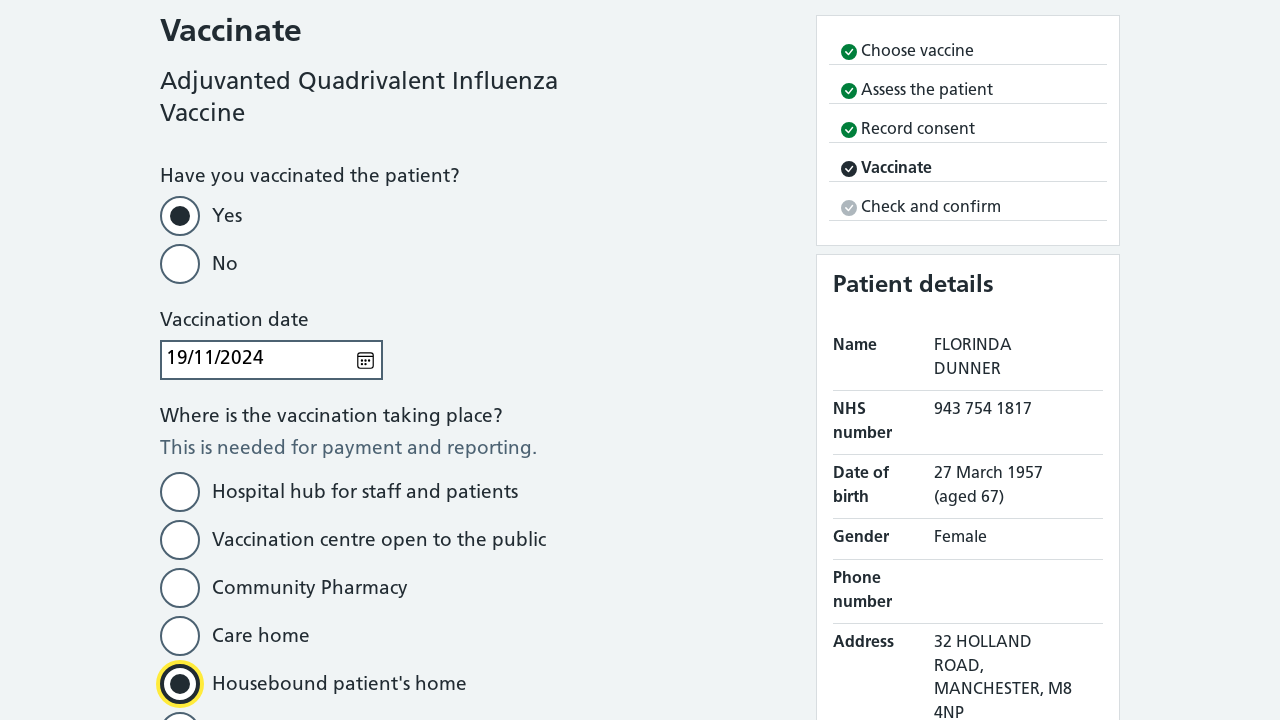 Vaccinate
Adjuvanted Quadrivalent Influenza
Vaccine
Have you vaccinated the patient?
Yes
No
Vaccination date
19/11/2024
Where is the vaccination taking place?
This is needed for payment and reporting.
Hospital hub for staff and patients
Vaccination centre open to the public
Community Pharmacy
Care home
Housebound patient's home
Choose vaccine
Assess the patient
Record consent
Vaccinate
Check and confirm
Patient details
Name FLORINDA
DUNNER
NHS 943 754 1817
number
Date of 27 March 1957
birth (aged 67)
Gender Female
Phone
number
Address 32 HOLLAND
ROAD,
MANCHESTER, M8
4NP